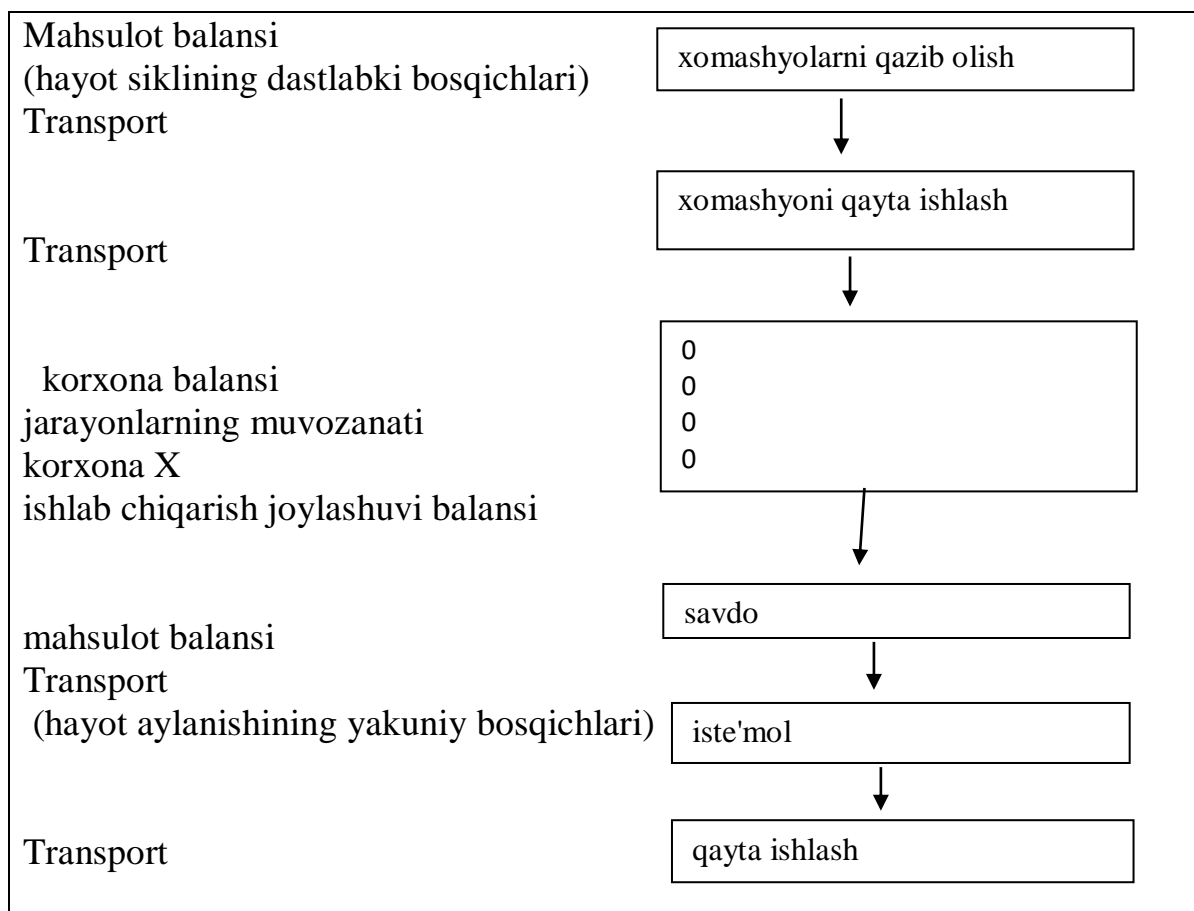 Mahsulot balansi
(hayot siklining dastlabki bosqichlari)
Transport
xomashyolarni qazib olish
xomashyoni qayta ishlash
Transport
korxona balansi
jarayonlarning muvozanati
korxona X
ishlab chiqarish joylashuvi balansi
0
0
0
0
savdo
mahsulot balansi
Transport
(hayot aylanishining yakuniy bosqichlari)
iste'mol
Transport
qayta ishlash